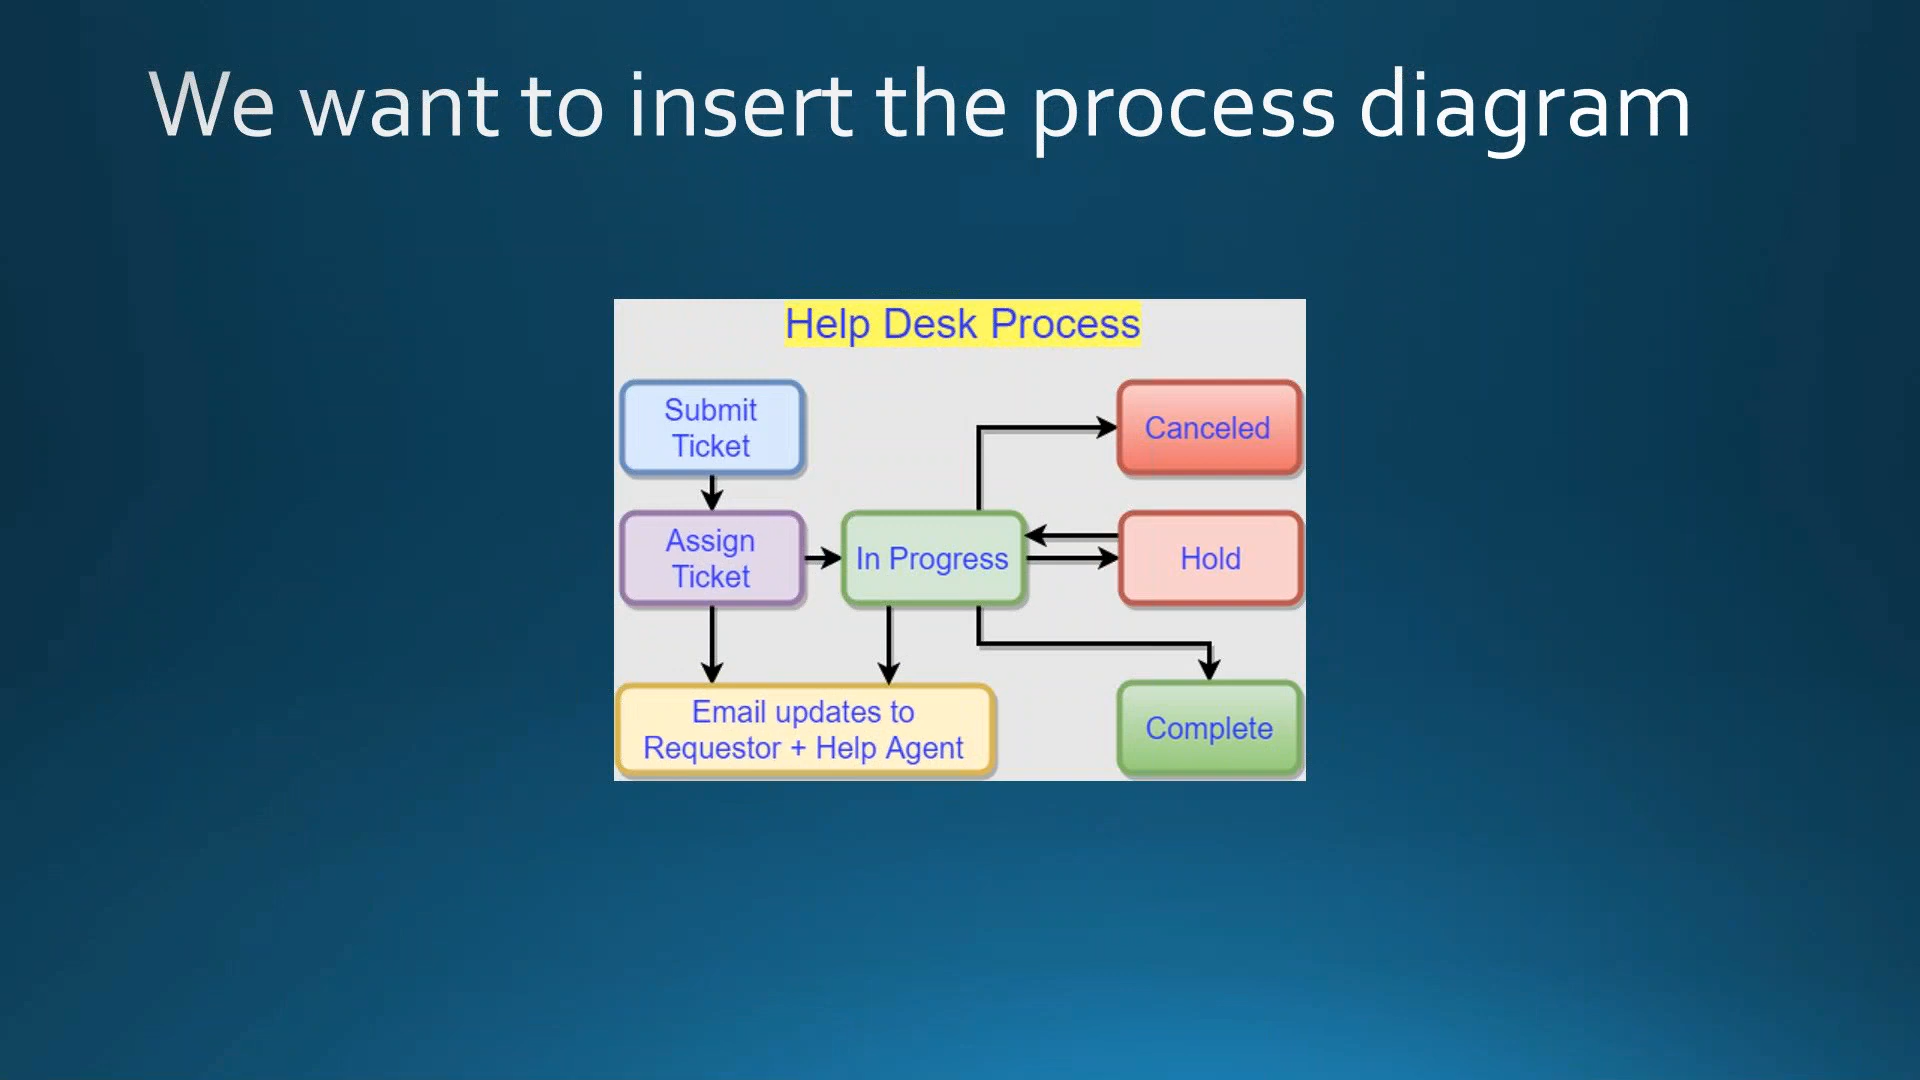 We want to insert the process diagram
Help Desk Process
Submit
Ticket
Canceled
Assign
Ticket
In Progress
Hold
Email updates to
Requestor + Help Agent
Complete